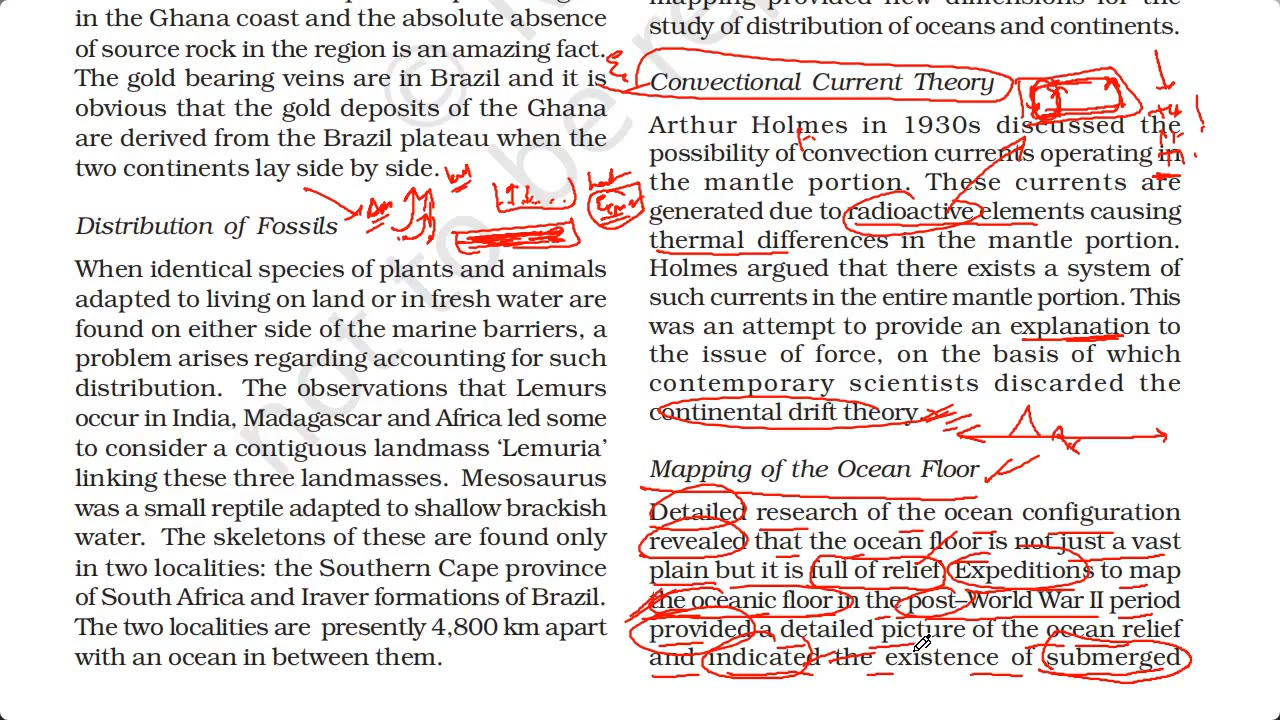 in the Ghana coast and the absolute absence
of source rock in the region is an amazing fact.
The gold bearing veins are in Brazil and it is
obvious that the gold deposits of the Ghana
are derived from the Brazil plateau when the
two continents lay side by side.
Distribution of Fossils
When identical species of plants and animals
adapted to living on land or in fresh water are
found on either side of the marine barriers, a
problem arises regarding accounting for such
distribution. The observations that Lemurs
occur in India, Madagascar and Africa led some
to consider a contiguous landmass ‘Lemuria’
linking these three landmasses. Mesosaurus
was a small reptile adapted to shallow brackish
water. The skeletons of these are found only
in two localities: the Southern Cape province
of South Africa and Iraver formations of Brazil.
The two localities are presently 4,800 km apart
with an ocean in between them.
mapping provided new dimensions for the
study of distribution of oceans and continents.
Convectional Current Theory
Arthur Holmes in 1930s discussed the
possibility of convection currents operating in
the mantle portion. These currents are
generated due to radioactive elements causing
thermal differences in the mantle portion.
Holmes argued that there exists a system of
such currents in the entire mantle portion. This
was an attempt to provide an explanation to
the issue of force, on the basis of which
contemporary scientists discarded the
continental drift theory.
Mapping of the Ocean Floor
Detailed research of the ocean configuration
revealed that the ocean floor is not just a vast
plain but it is full of relief. Expeditions to map
the oceanic floor in the post–World War II period
provided a detailed picture of the ocean relief
and indicated the existence of submerged
not to be re